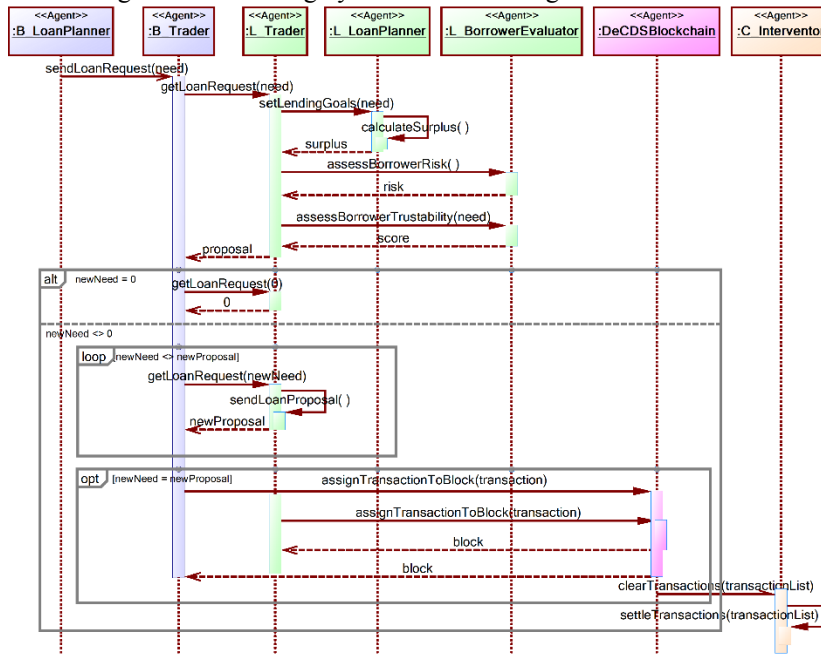 <<Agent>> <<Agent>> <<Agent>> <<Agent>> <<Agent>> <<Agent>> <<Agent>>
:B_LoanPlanner :B_Trader :L_Trader :L_LoanPlanner :L_BorrowerEvaluator :DeCDSBlockchain :C_Interventor
sendLoanRequest(need)
getLoanRequest(need)
setLendingGoals(need)
calculateSurplus( )
surplus
assessBorrowerRisk( )
risk
assessBorrowerTrustability(need)
score
proposal
alt newNeed = 0
getLoanRequest(0)
0
newNeed <> 0
loop [newNeed <> newProposal]
getLoanRequest(newNeed)
sendLoanProposal( )
newProposal
opt [newNeed = newProposal]
assignTransactionToBlock(transaction)
assignTransactionToBlock(transaction)
block
block
clearTransactions(transactionList)
settleTransactions(transactionList)